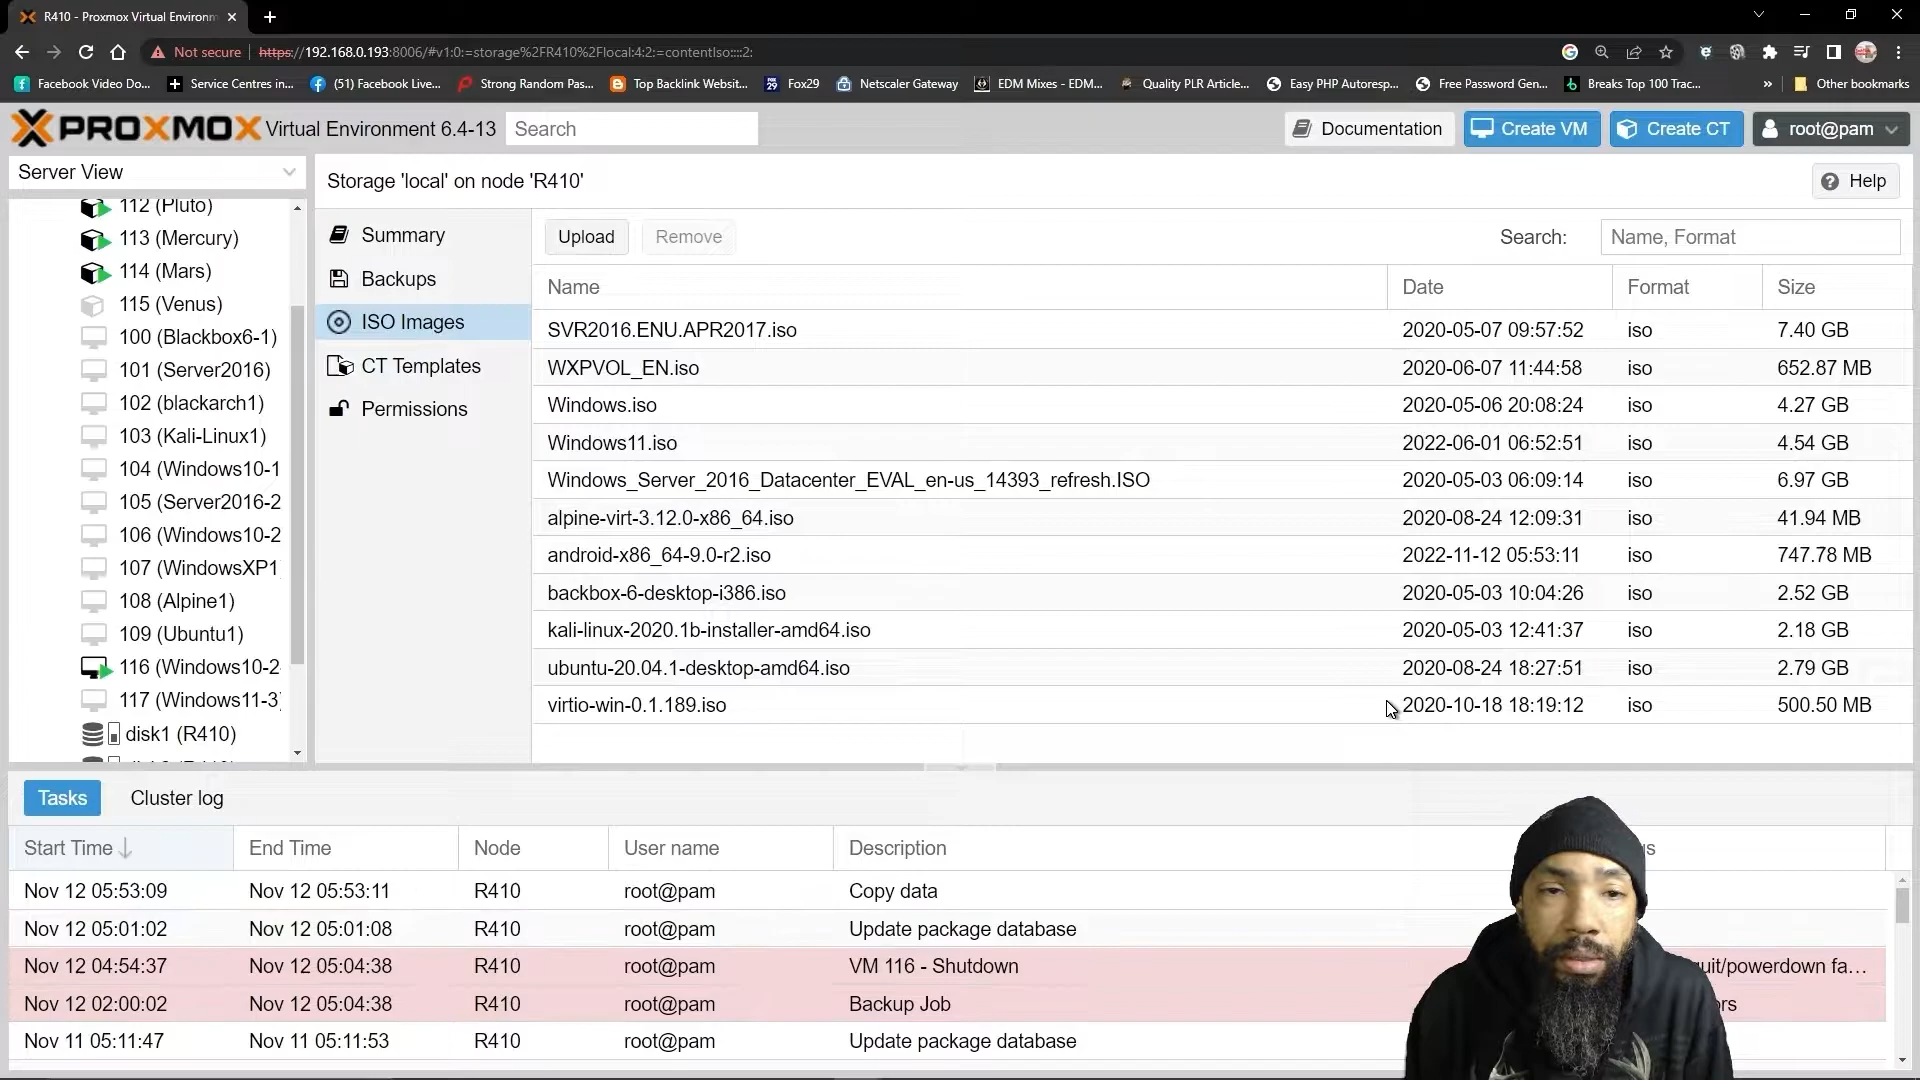 R410 - Proxmox Virtual Environm
Not secure https://192.168.0.193:8006/#v1:0:=storage%2FR410%2Flocal:4:2:=contentIso::::2:
Facebook Video Do... Service Centres in... (51) Facebook Live... Strong Random Pas... Top Backlink Websit... Fox29 Netscaler Gateway EDM Mixes - EDM... Quality PLR Article... Easy PHP Autoresp... Free Password Gen... Breaks Top 100 Trac... » Other bookmarks
PROXMOX Virtual Environment 6.4-13 Search Documentation Create VM Create CT root@pam
Server View
Storage 'local' on node 'R410' Help
112 (Pluto)
113 (Mercury)
114 (Mars)
115 (Venus)
100 (Blackbox6-1)
101 (Server2016)
102 (blackarch1)
103 (Kali-Linux1)
104 (Windows10-1
105 (Server2016-2
106 (Windows10-2
107 (WindowsXP1
108 (Alpine1)
109 (Ubuntu1)
116 (Windows10-2
117 (Windows11-3)
disk1 (R410)
Summary
Backups
ISO Images
CT Templates
Permissions
Upload Remove Search: Name, Format
Name Date Format Size
SVR2016.ENU.APR2017.iso 2020-05-07 09:57:52 iso 7.40 GB
WXPVOL_EN.iso 2020-06-07 11:44:58 iso 652.87 MB
Windows.iso 2020-05-06 20:08:24 iso 4.27 GB
Windows11.iso 2022-06-01 06:52:51 iso 4.54 GB
Windows_Server_2016_Datacenter_EVAL_en-us_14393_refresh.ISO 2020-05-03 06:09:14 iso 6.97 GB
alpine-virt-3.12.0-x86_64.iso 2020-08-24 12:09:31 iso 41.94 MB
android-x86_64-9.0-r2.iso 2022-11-12 05:53:11 iso 747.78 MB
backbox-6-desktop-i386.iso 2020-05-03 10:04:26 iso 2.52 GB
kali-linux-2020.1b-installer-amd64.iso 2020-05-03 12:41:37 iso 2.18 GB
ubuntu-20.04.1-desktop-amd64.iso 2020-08-24 18:27:51 iso 2.79 GB
virtio-win-0.1.189.iso 2020-10-18 18:19:12 iso 500.50 MB
Tasks Cluster log
Start Time End Time Node User name Description
Nov 12 05:53:09 Nov 12 05:53:11 R410 root@pam Copy data
Nov 12 05:01:02 Nov 12 05:01:08 R410 root@pam Update package database
Nov 12 04:54:37 Nov 12 05:04:38 R410 root@pam VM 116 - Shutdown uit/powerdown fa...
Nov 12 02:00:02 Nov 12 05:04:38 R410 root@pam Backup Job ors
Nov 11 05:11:47 Nov 11 05:11:53 R410 root@pam Update package database